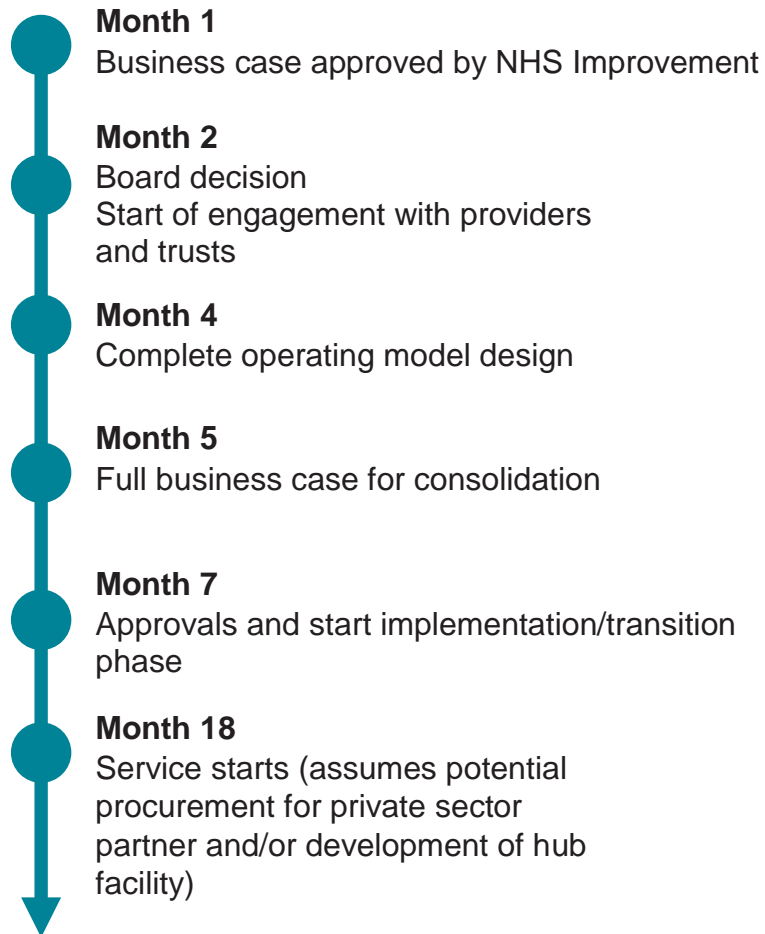 Month 1
Business case approved by NHS Improvement
Month 2
Board decision
Start of engagement with providers
and trusts
Month 4
Complete operating model design
Month 5
Full business case for consolidation
Month 7
Approvals and start implementation/transition
phase
Month 18
Service starts (assumes potential
procurement for private sector
partner and/or development of hub
facility)